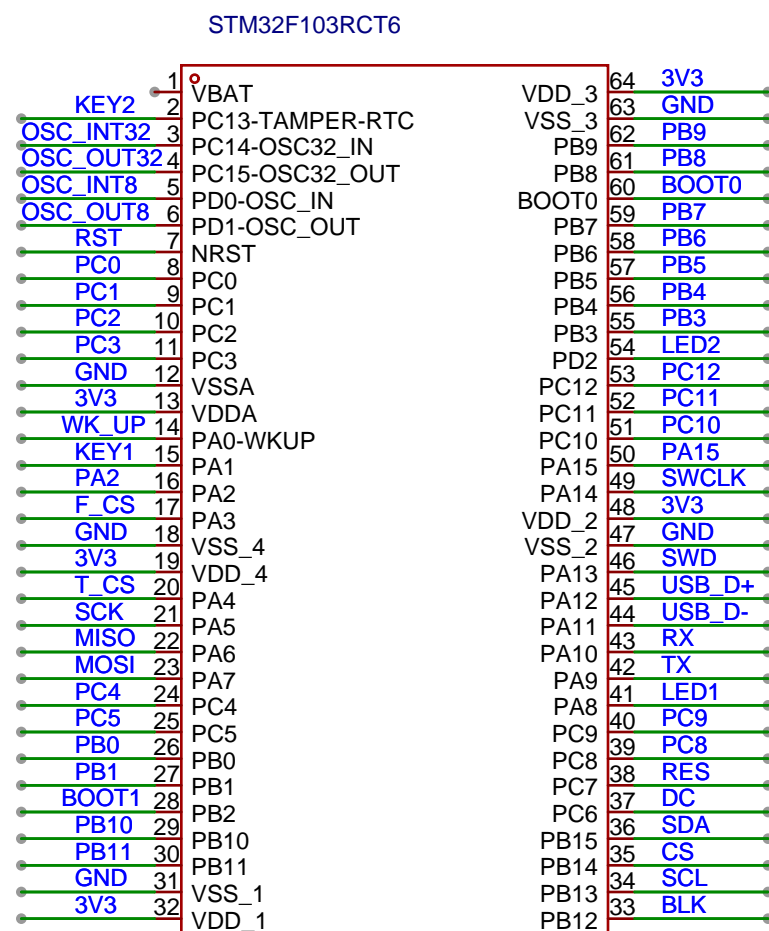 STM32F103RCT6
1 VBAT
KEY2 2 PC13-TAMPER-RTC
OSC_INT32 3 PC14-OSC32_IN
OSC_OUT32 4 PC15-OSC32_OUT
OSC_INT8 5 PD0-OSC_IN
OSC_OUT8 6 PD1-OSC_OUT
RST 7 NRST
PC0 8 PC0
PC1 9 PC1
PC2 10 PC2
PC3 11 PC3
GND 12 VSSA
3V3 13 VDDA
WK_UP 14 PA0-WKUP
KEY1 15 PA1
PA2 16 PA2
F_CS 17 PA3
GND 18 VSS_4
3V3 19 VDD_4
T_CS 20 PA4
SCK 21 PA5
MISO 22 PA6
MOSI 23 PA7
PC4 24 PC4
PC5 25 PC5
PB0 26 PB0
PB1 27 PB1
BOOT1 28 PB2
PB10 29 PB10
PB11 30 PB11
GND 31 VSS_1
3V3 32 VDD_1
VDD_3 64 3V3
VSS_3 63 GND
PB9 62 PB9
PB8 61 PB8
BOOT0 60 BOOT0
PB7 59 PB7
PB6 58 PB6
PB5 57 PB5
PB4 56 PB4
PB3 55 PB3
PD2 54 LED2
PC12 53 PC12
PC11 52 PC11
PC10 51 PC10
PA15 50 PA15
PA14 49 SWCLK
VDD_2 48 3V3
VSS_2 47 GND
PA13 46 SWD
PA12 45 USB_D+
PA11 44 USB_D-
PA10 43 RX
PA9 42 TX
PA8 41 LED1
PC9 40 PC9
PC8 39 PC8
PC7 38 RES
PC6 37 DC
PB15 36 SDA
PB14 35 CS
PB13 34 SCL
PB12 33 BLK